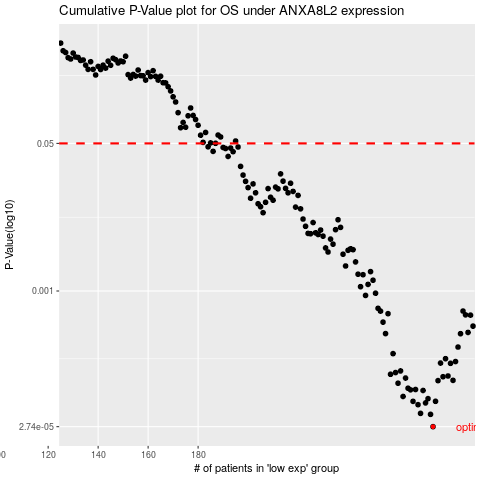 Cumulative P-Value plot for OS under ANXA8L2 expression
P-Value(log10)
0.05
0.001
2.74e-05
optir
00 120 140 160 180
# of patients in 'low exp' group